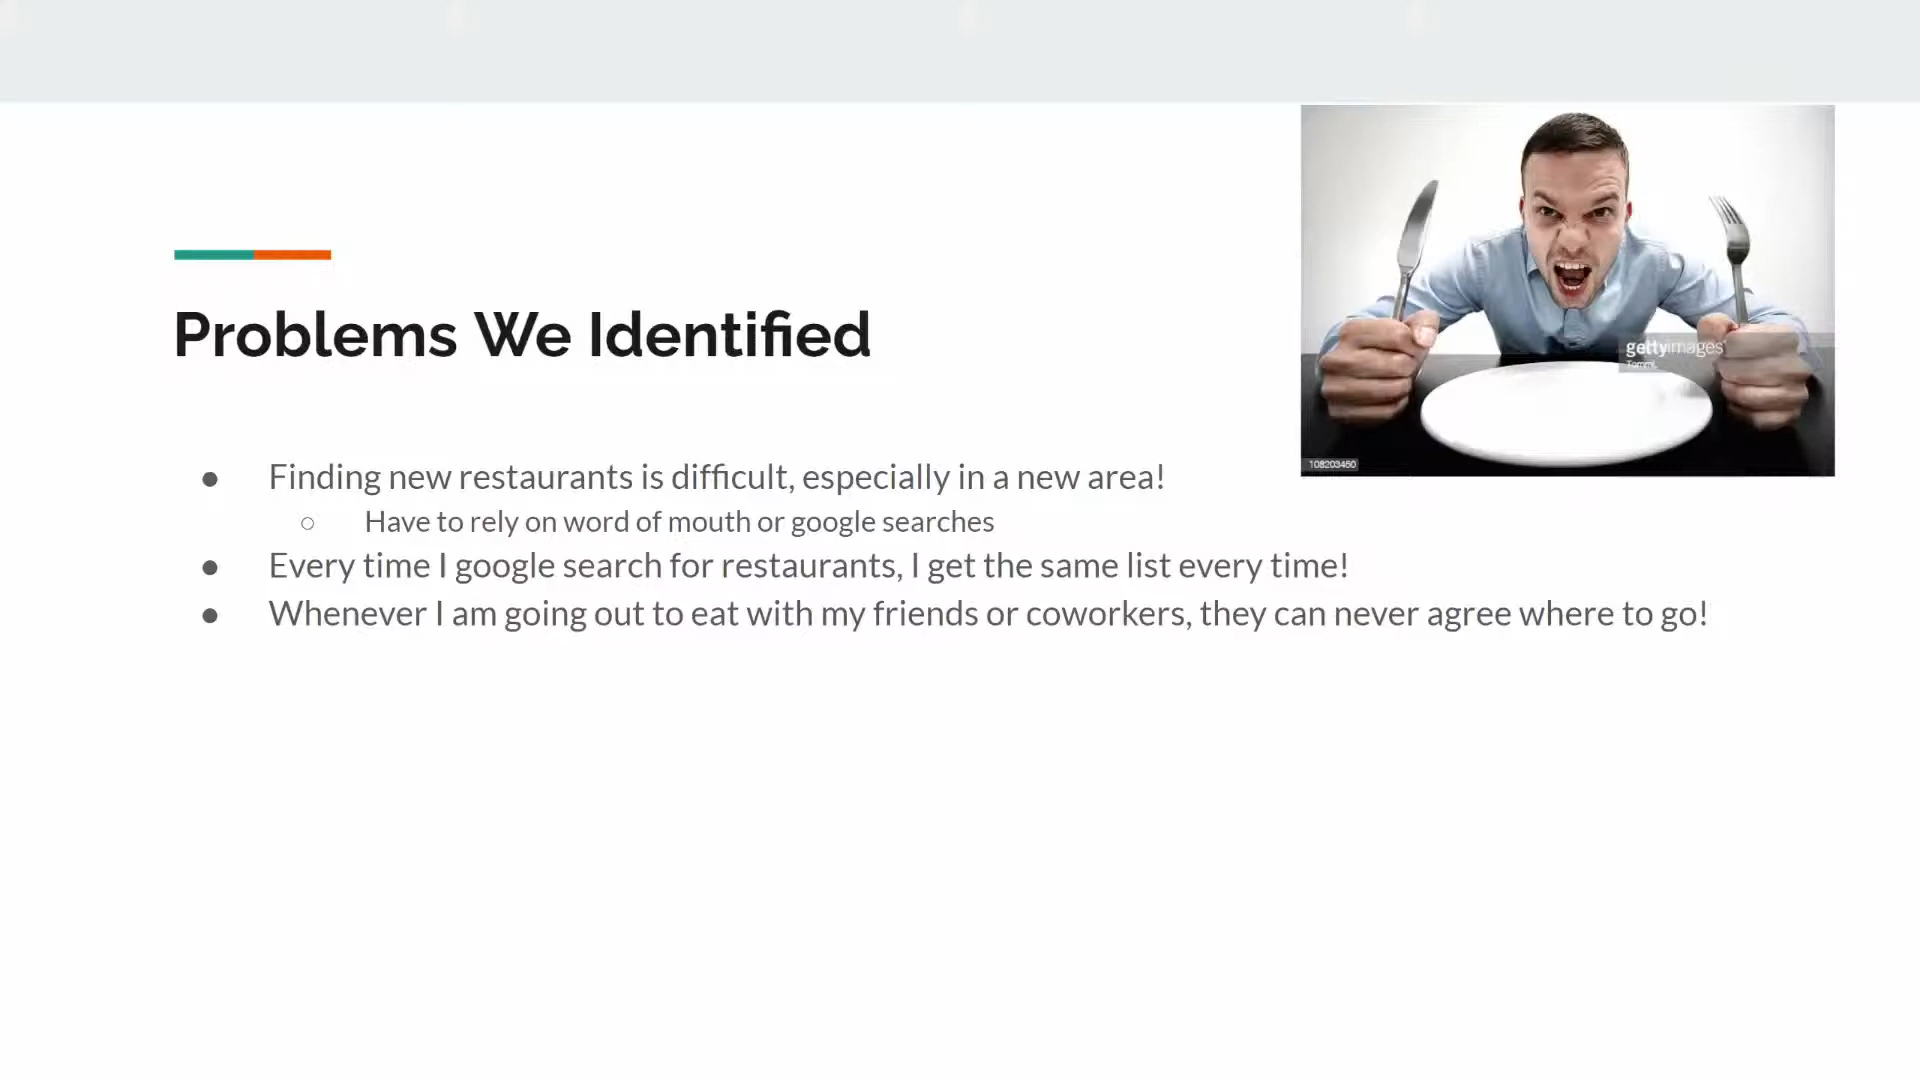 Problems We Identified
Finding new restaurants is difficult, especially in a new area!
Have to rely on word of mouth or google searches
Every time I google search for restaurants, I get the same list every time!
Whenever I am going out to eat with my friends or coworkers, they can never agree where to go!
gettyimages
108203450